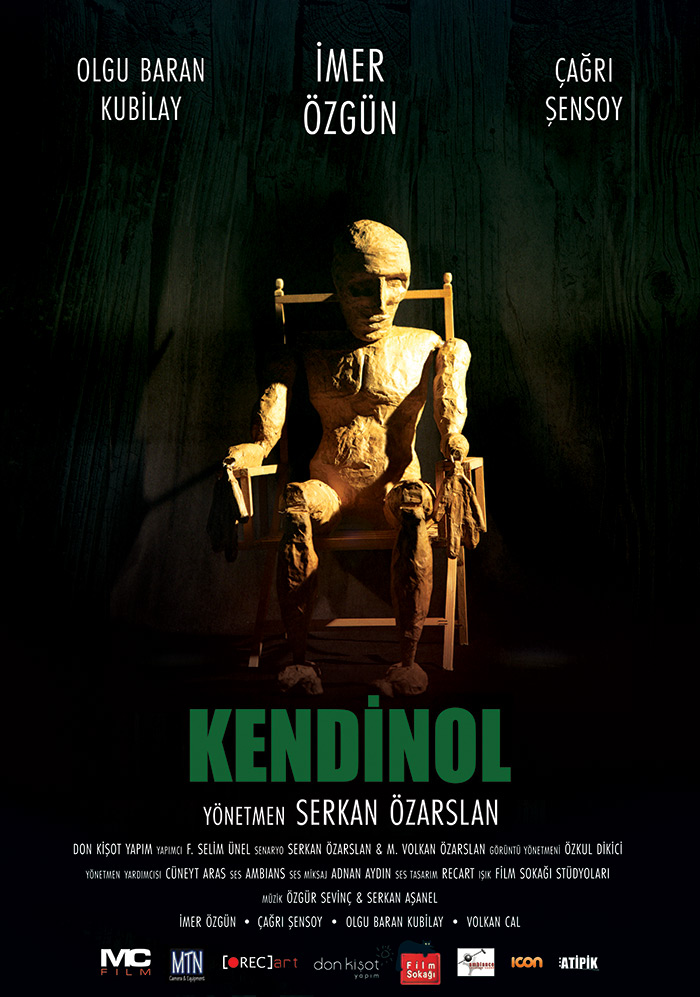 OLGU BARAN
KUBİLAY
İMER
ÖZGÜN
ÇAĞRI
ŞENSOY
KENDİNOL
YÖNETMEN SERKAN ÖZARSLAN
DON KİŞOT YAPIM YAPIMCI F. SELİM ÜNEL SENARYO SERKAN ÖZARSLAN & M. VOLKAN ÖZARSLAN GÖRÜNTÜ YÖNETMENİ ÖZKUL DİKİCİ
YÖNETMEN YARDIMCISI CÜNEYT ARAS SES AMBIANS SES MİKSAJ ADNAN AYDIN SES TASARIM RECART IŞIK FİLM SOKAĞI STÜDYOLARI
MÜZİK ÖZGÜR SEVİNÇ & SERKAN AŞANEL
İMER ÖZGÜN • ÇAĞRI ŞENSOY • OLGU BARAN KUBİLAY • VOLKAN CAL
MC FILM
MTN Camera & Equipment
[●REC]art
don kişot yapım
Film Sokağı
ambiance
icon
:ATİPİK